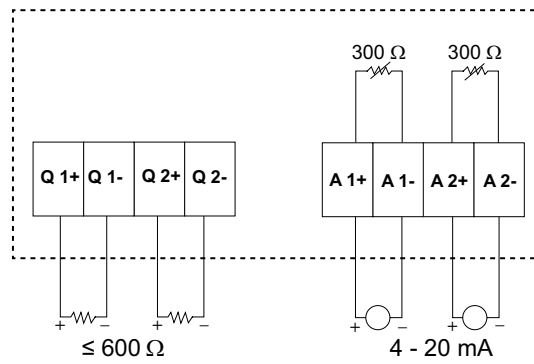 300 Ω 300 Ω
Q 1+ Q 1- Q 2+ Q 2- A 1+ A 1- A 2+ A 2-
+ − + − + − + −
≤ 600 Ω 4 - 20 mA